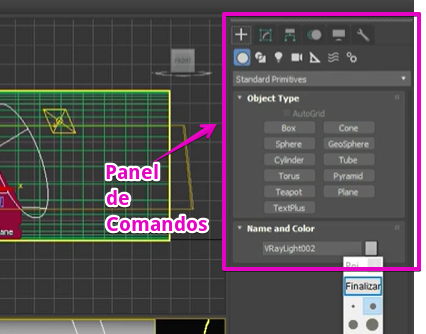 FRONT
Standard Primitives
Object Type
AutoGrid
Box
Cone
Sphere
GeoSphere
Cylinder
Tube
Torus
Pyramid
Teapot
Plane
TextPlus
Name and Color
VRayLight002
Finalizar
Panel
de
Comandos
x
ane